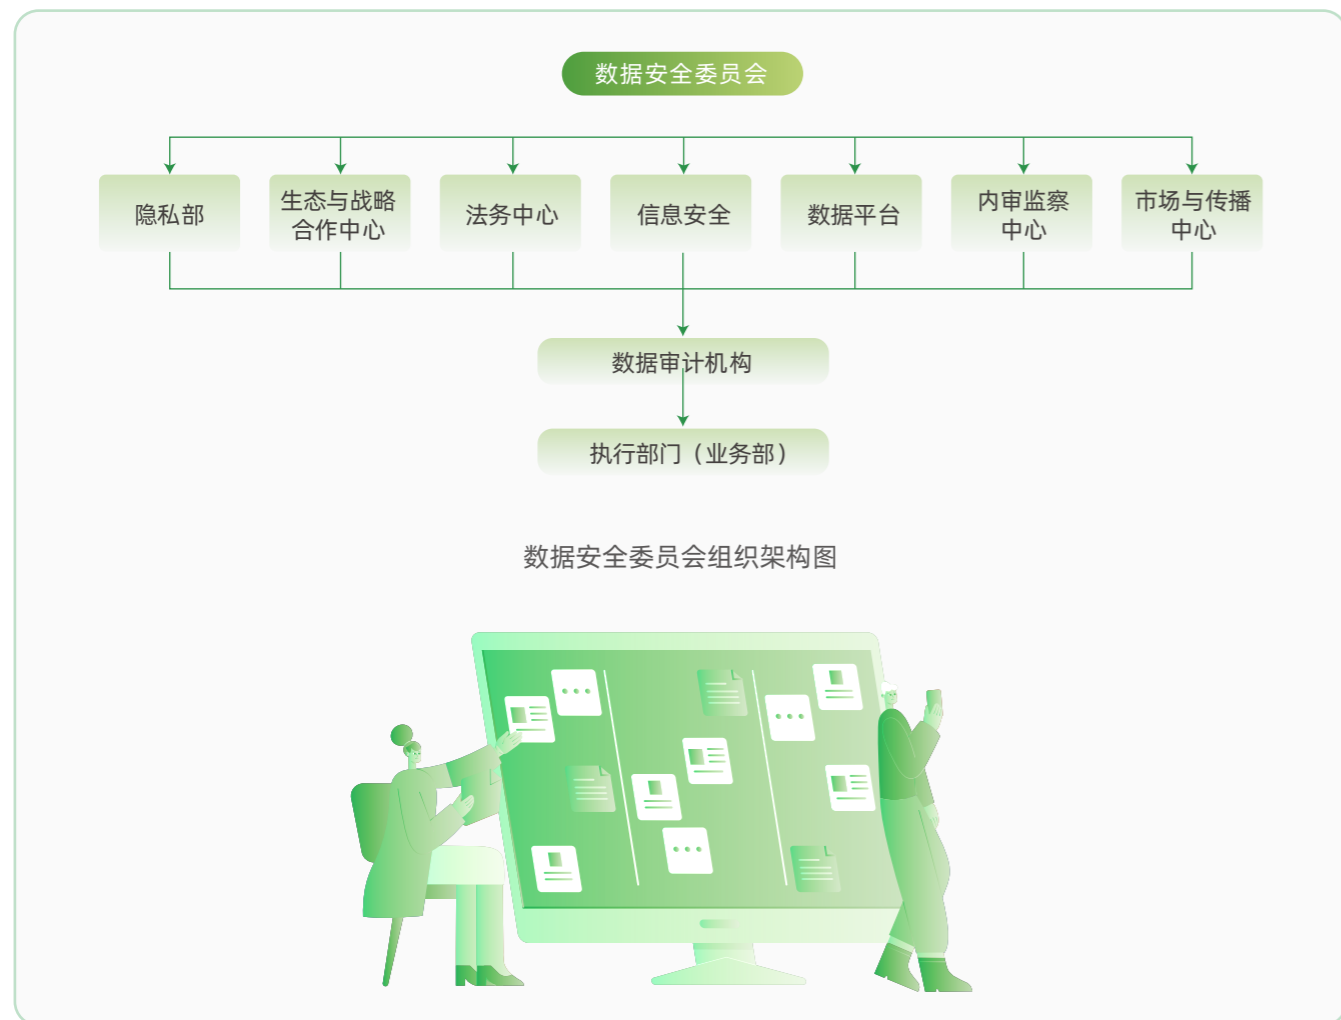 数据安全委员会
隐私部
生态与战略
合作中心
法务中心
信息安全
数据平台
内审监察
中心
市场与传播
中心
数据审计机构
执行部门（业务部）
数据安全委员会组织架构图